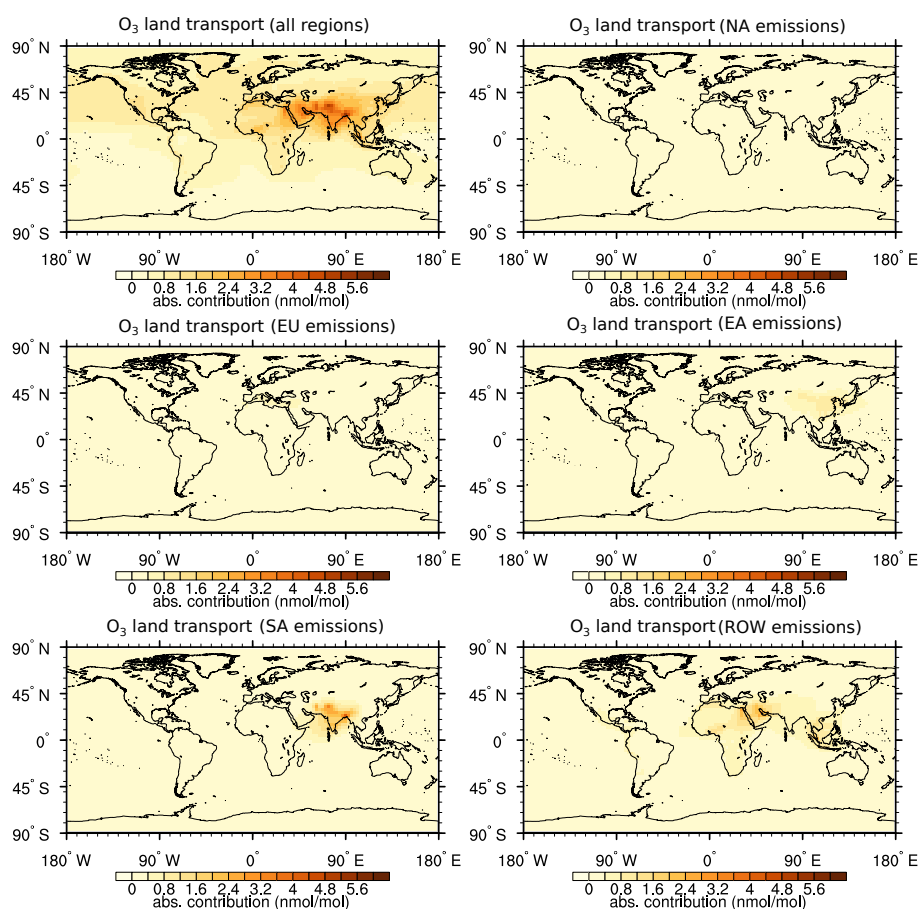 O₃ land transport (all regions)
90° N
45° N
0°
45° S
90° S
180° W 90° W 0° 90° E 180° E
0 0.8 1.6 2.4 3.2 4 4.8 5.6
abs. contribution (nmol/mol)
O₃ land transport (NA emissions)
90° N
45° N
0°
45° S
90° S
180° W 90° W 0° 90° E 180° E
0 0.8 1.6 2.4 3.2 4 4.8 5.6
abs. contribution (nmol/mol)
O₃ land transport (EU emissions)
90° N
45° N
0°
45° S
90° S
180° W 90° W 0° 90° E 180° E
0 0.8 1.6 2.4 3.2 4 4.8 5.6
abs. contribution (nmol/mol)
O₃ land transport (EA emissions)
90° N
45° N
0°
45° S
90° S
180° W 90° W 0° 90° E 180° E
0 0.8 1.6 2.4 3.2 4 4.8 5.6
abs. contribution (nmol/mol)
O₃ land transport (SA emissions)
90° N
45° N
0°
45° S
90° S
180° W 90° W 0° 90° E 180° E
0 0.8 1.6 2.4 3.2 4 4.8 5.6
abs. contribution (nmol/mol)
O₃ land transport (ROW emissions)
90° N
45° N
0°
45° S
90° S
180° W 90° W 0° 90° E 180° E
0 0.8 1.6 2.4 3.2 4 4.8 5.6
abs. contribution (nmol/mol)